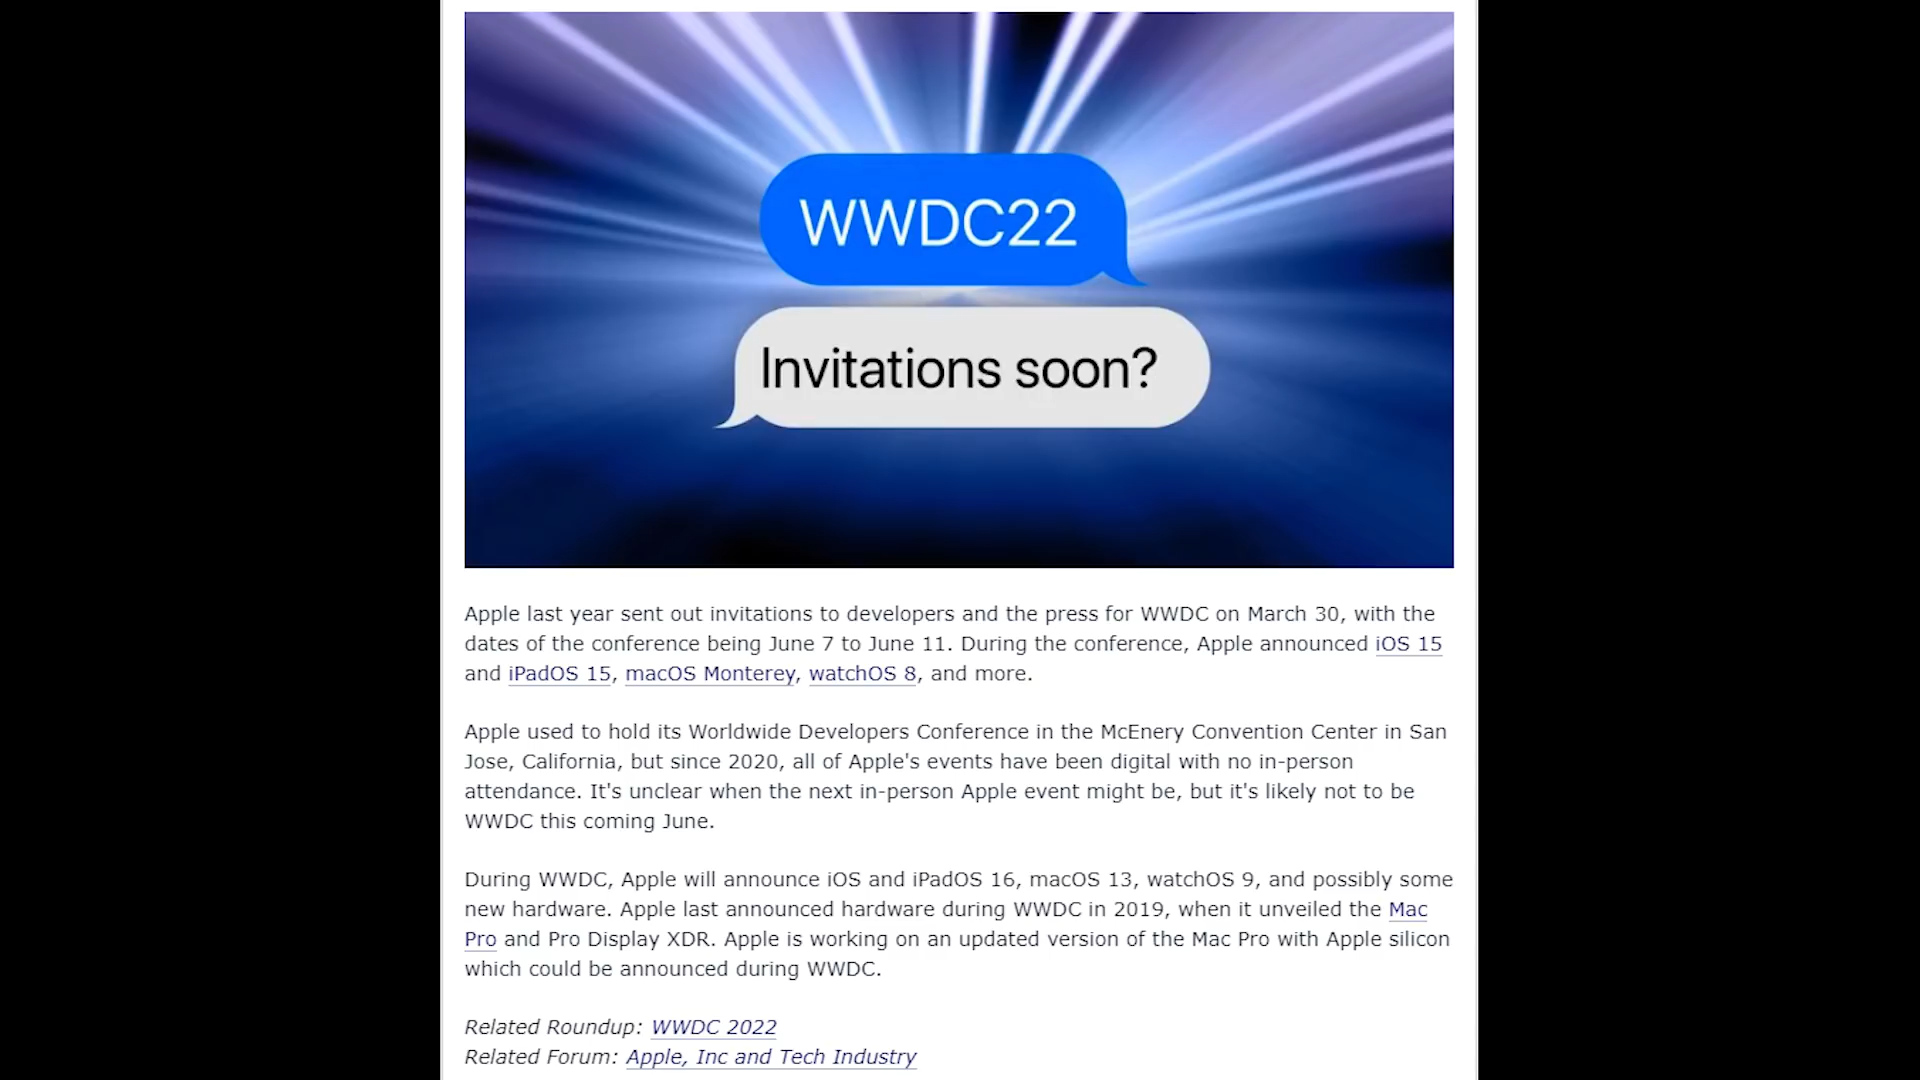 WWDC22
Invitations soon?
Apple last year sent out invitations to developers and the press for WWDC on March 30, with the
dates of the conference being June 7 to June 11. During the conference, Apple announced iOS 15
and iPadOS 15, macOS Monterey, watchOS 8, and more.
Apple used to hold its Worldwide Developers Conference in the McEnery Convention Center in San
Jose, California, but since 2020, all of Apple's events have been digital with no in-person
attendance. It's unclear when the next in-person Apple event might be, but it's likely not to be
WWDC this coming June.
During WWDC, Apple will announce iOS and iPadOS 16, macOS 13, watchOS 9, and possibly some
new hardware. Apple last announced hardware during WWDC in 2019, when it unveiled the Mac
Pro and Pro Display XDR. Apple is working on an updated version of the Mac Pro with Apple silicon
which could be announced during WWDC.
Related Roundup: WWDC 2022
Related Forum: Apple, Inc and Tech Industry